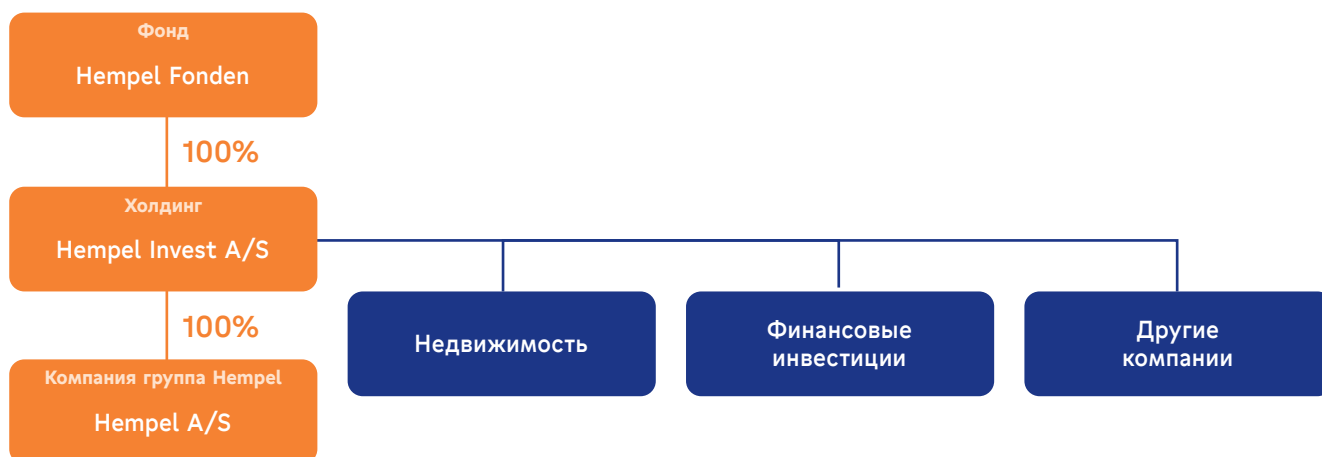 Фонд
Hempel Fonden
100%
Холдинг
Hempel Invest A/S
100%
Недвижимость
Финансовые
инвестиции
Другие
компании
Компания группа Hempel
Hempel A/S